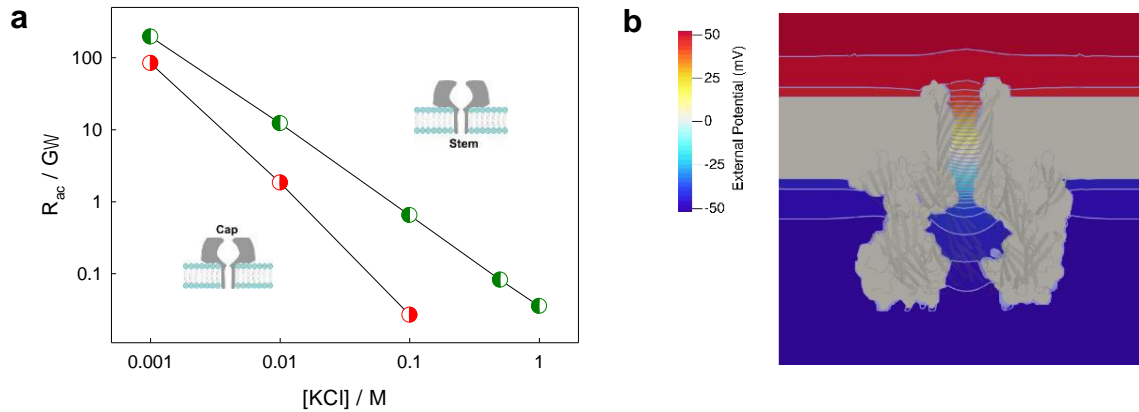 a
R_ac / GW
100
10
1
0.1
0.001
0.01
0.1
1
[KCl] / M
Stem
Cap
b
50
25
0
-25
-50
External Potential (mV)